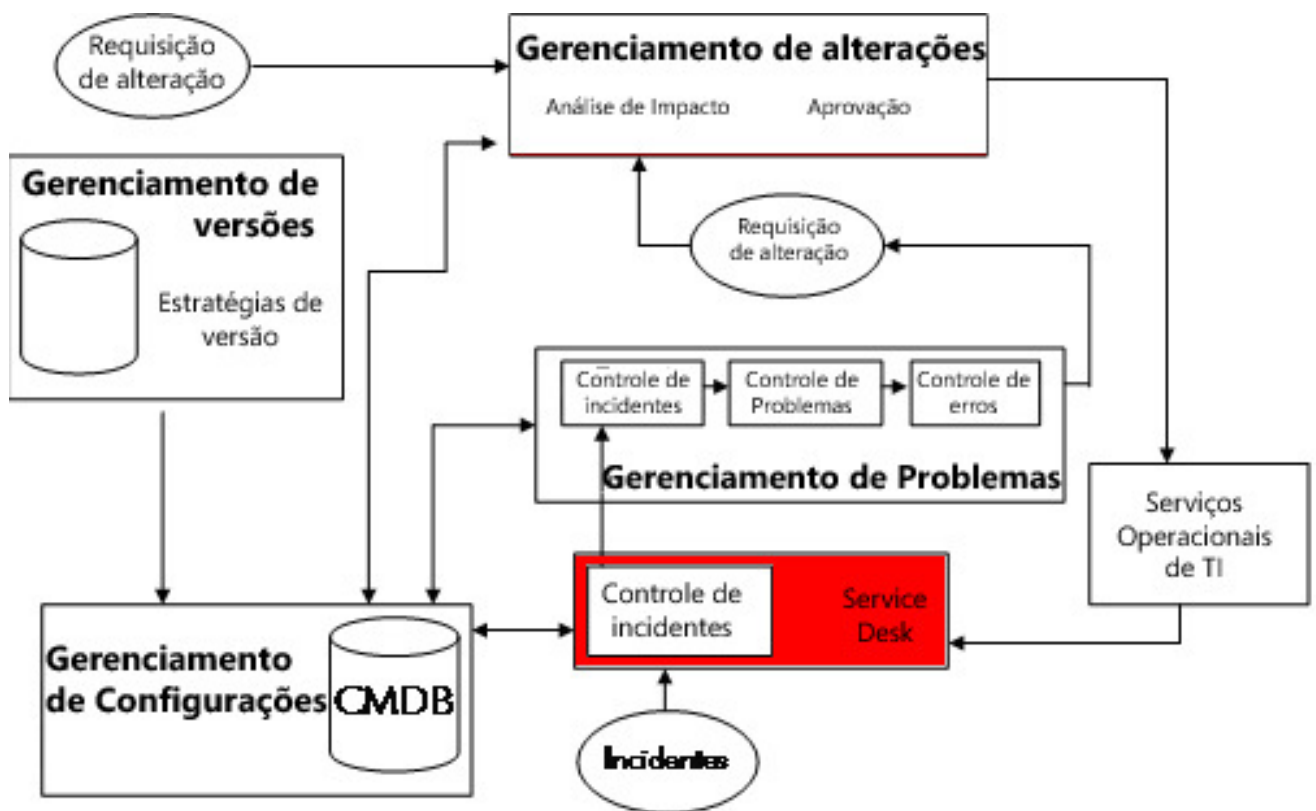 Requisição
de alteração
Gerenciamento de alterações
Análise de Impacto
Aprovação
Gerenciamento de
versões
Estratégias de
versão
Requisição
de alteração
Controle de
incidentes
Controle de
Problemas
Controle de
erros
Gerenciamento de Problemas
Serviços
Operacionais
de TI
Controle de
incidentes
Service
Desk
Gerenciamento
de Configurações
CMDB
Incidentes